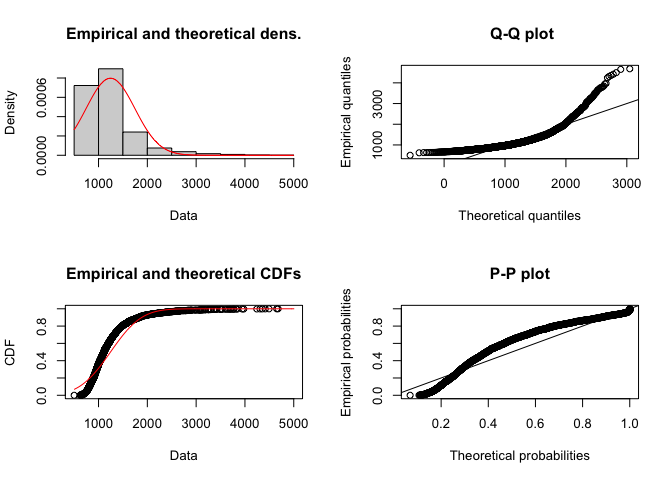 Empirical and theoretical dens.
Density
0.0000 0.0006
1000 2000 3000 4000 5000
Data
Q-Q plot
Empirical quantiles
1000 3000
0 1000 2000 3000
Theoretical quantiles
Empirical and theoretical CDFs
CDF
0.0 0.4 0.8
1000 2000 3000 4000 5000
Data
P-P plot
Empirical probabilities
0.0 0.4 0.8
0.2 0.4 0.6 0.8 1.0
Theoretical probabilities